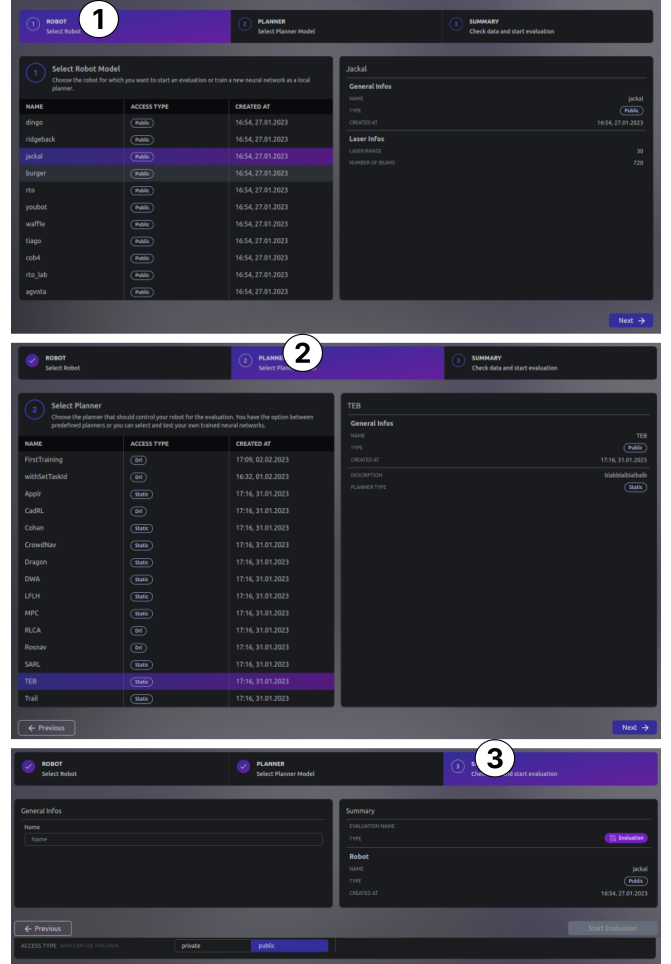 1
1 ROBOT
Select Robot
2 PLANNER
Select Planner Model
3 SUMMARY
Check data and start evaluation
1 Select Robot Model
Choose the robot for which you want to start an evaluation or train a new neural network as a local
planner.
NAME ACCESS TYPE CREATED AT
dingo Public 16:54, 27.01.2023
ridgeback Public 16:54, 27.01.2023
jackal Public 16:54, 27.01.2023
burger Public 16:54, 27.01.2023
rto Public 16:54, 27.01.2023
youbot Public 16:54, 27.01.2023
waffle Public 16:54, 27.01.2023
tiago Public 16:54, 27.01.2023
cob4 Public 16:54, 27.01.2023
rto_lab Public 16:54, 27.01.2023
agvota Public 16:54, 27.01.2023
Jackal
General Infos
NAME jackal
TYPE Public
CREATED AT 16:54, 27.01.2023
Laser Infos
LASER RANGE 30
NUMBER OF BEAMS 720
Next →
2
ROBOT
Select Robot
2 PLANNE
Select Plan
3 SUMMARY
Check data and start evaluation
2 Select Planner
Choose the planner that should control your robot for the evaluation. You have the option between
predefined planners or you can select and test your own trained neural networks.
NAME ACCESS TYPE CREATED AT
FirstTraining Drl 17:09, 02.02.2023
withSetTaskId Drl 16:32, 01.02.2023
Applr Static 17:16, 31.01.2023
CadRL Drl 17:16, 31.01.2023
Cohan Static 17:16, 31.01.2023
CrowdNav Static 17:16, 31.01.2023
Dragon Static 17:16, 31.01.2023
DWA Static 17:16, 31.01.2023
LFLH Static 17:16, 31.01.2023
MPC Static 17:16, 31.01.2023
RLCA Drl 17:16, 31.01.2023
Rosnav Drl 17:16, 31.01.2023
SARL Static 17:16, 31.01.2023
TEB Static 17:16, 31.01.2023
Trail Static 17:16, 31.01.2023
TEB
General Infos
NAME TEB
TYPE Public
CREATED AT 17:16, 31.01.2023
DESCRIPTION blabblalblalbalb
PLANNER TYPE Static
← Previous
Next →
3
ROBOT
Select Robot
PLANNER
Select Planner Model
3 S
Chec nd start evaluation
General Infos
Name
Name
Summary
EVALUATION NAME
TYPE Evaluation
Robot
NAME jackal
TYPE Public
CREATED AT 16:54, 27.01.2023
← Previous
Start Evaluation
ACCESS TYPE WHO CAN USE THIS DATA. private public